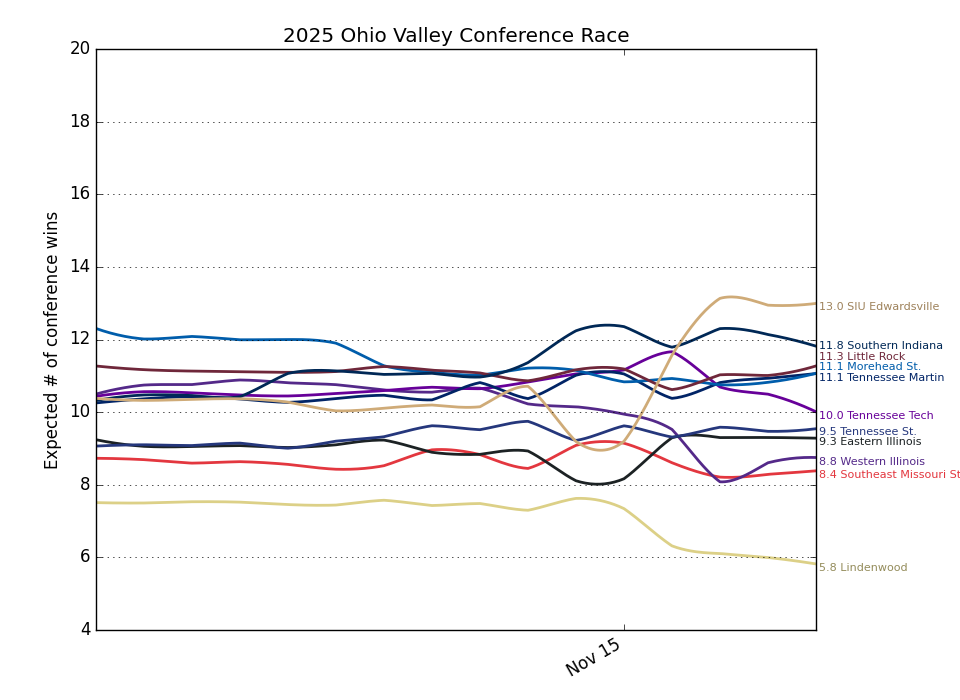 2025 Ohio Valley Conference Race
Expected # of conference wins
20
18
16
14
12
10
8
6
4
Nov 15
13.0 SIU Edwardsville
11.8 Southern Indiana
11.3 Little Rock
11.1 Morehead St.
11.1 Tennessee Martin
10.0 Tennessee Tech
9.5 Tennessee St.
9.3 Eastern Illinois
8.8 Western Illinois
8.4 Southeast Missouri St
5.8 Lindenwood